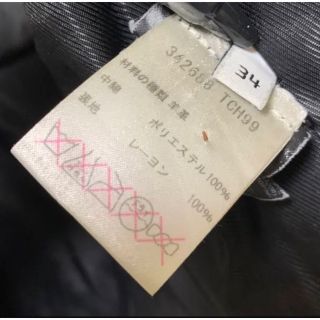 34
342668 TCH99
材料の種類 羊革
中綿 ポリエステル100%
裏地 レーヨン 100%